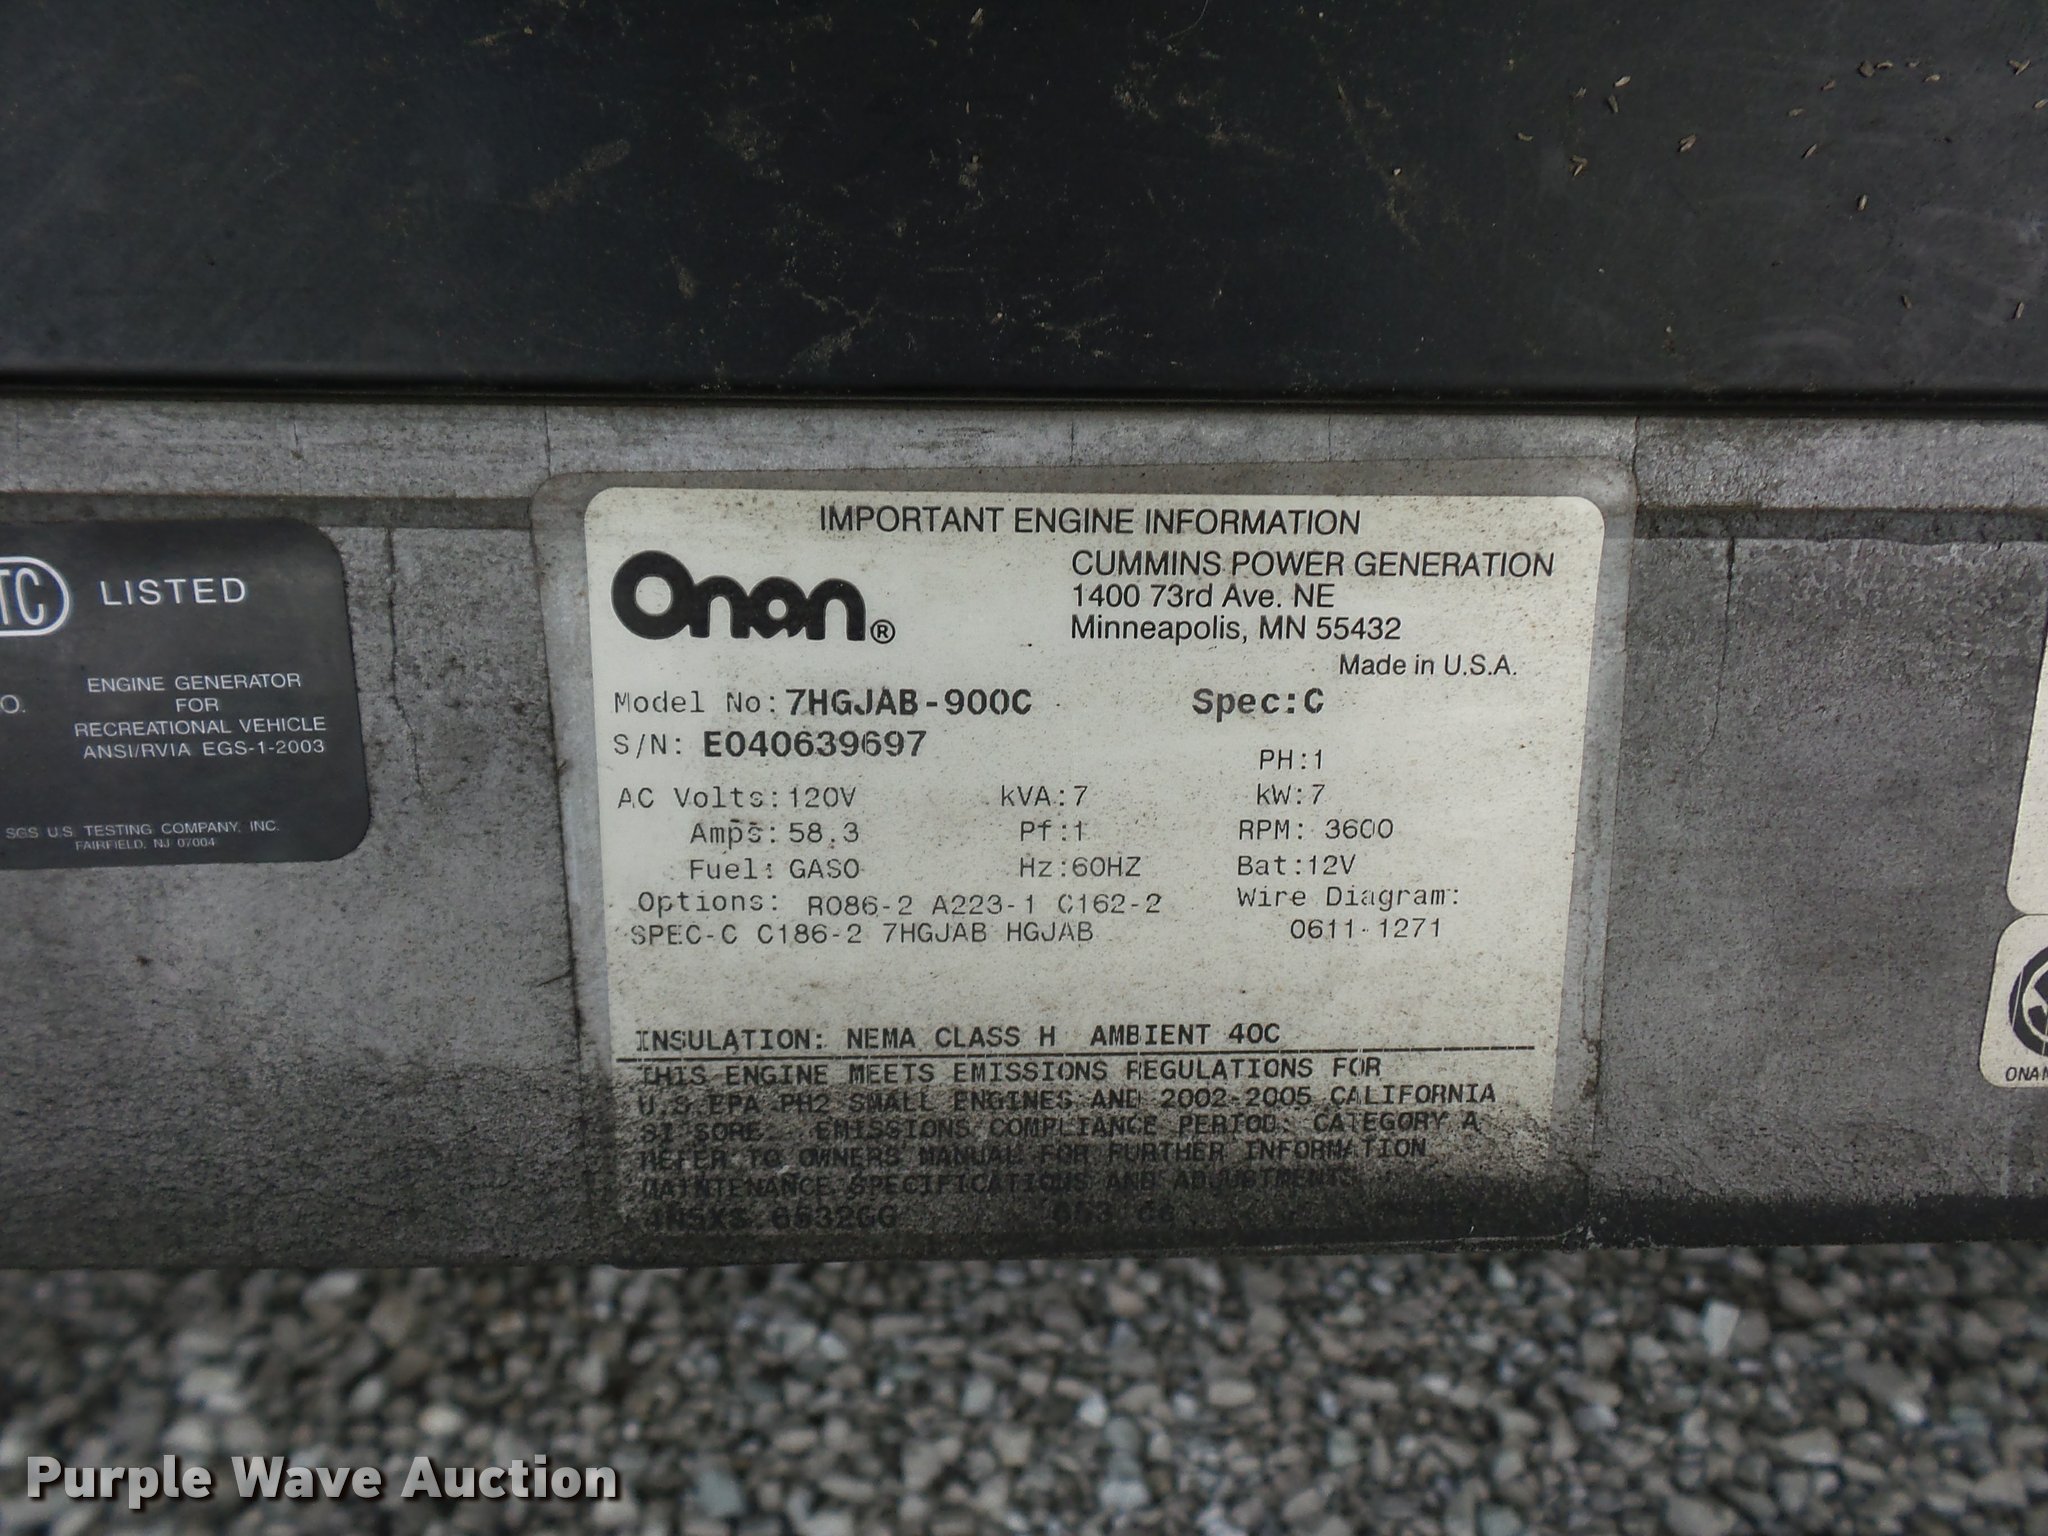 TC LISTED
O.
ENGINE GENERATOR
FOR
RECREATIONAL VEHICLE
ANSI/RVIA EGS-1-2003
SGS U.S. TESTING COMPANY, INC.
FAIRFIELD, NJ 07004
IMPORTANT ENGINE INFORMATION
Onan®
CUMMINS POWER GENERATION
1400 73rd Ave. NE
Minneapolis, MN 55432
Made in U.S.A.
Model No: 7HGJAB-900C Spec:C
S/N: E040639697
PH:1
AC Volts:120V kVA:7 kW:7
Amps:58.3 Pf:1 RPM: 3600
Fuel: GASO Hz:60HZ Bat:12V
Options: R086-2 A223-1 C162-2 Wire Diagram:
SPEC-C C186-2 7HGJAB HGJAB 0611-1271
INSULATION: NEMA CLASS H AMBIENT 40C
THIS ENGINE MEETS EMISSIONS REGULATIONS FOR
U.S.EPA PH2 SMALL ENGINES AND 2002-2005 CALIFORNIA
SI SORE. EMISSIONS COMPLIANCE PERIOD: CATEGORY A
REFER TO OWNERS MANUAL FOR FURTHER INFORMATION
MAINTENANCE SPECIFICATIONS AND ADJUSTMENTS
653 cc
ONAN
Purple Wave Auction